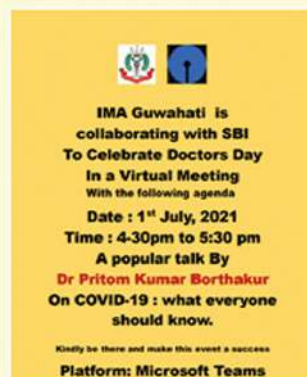 IMA Guwahati is
collaborating with SBI
To Celebrate Doctors Day
In a Virtual Meeting
With the following agenda
Date : 1st July, 2021
Time : 4-30pm to 5:30 pm
A popular talk By
Dr Pritom Kumar Borthakur
On COVID-19 : what everyone
should know.
Kindly be there and make this event a success
Platform: Microsoft Teams